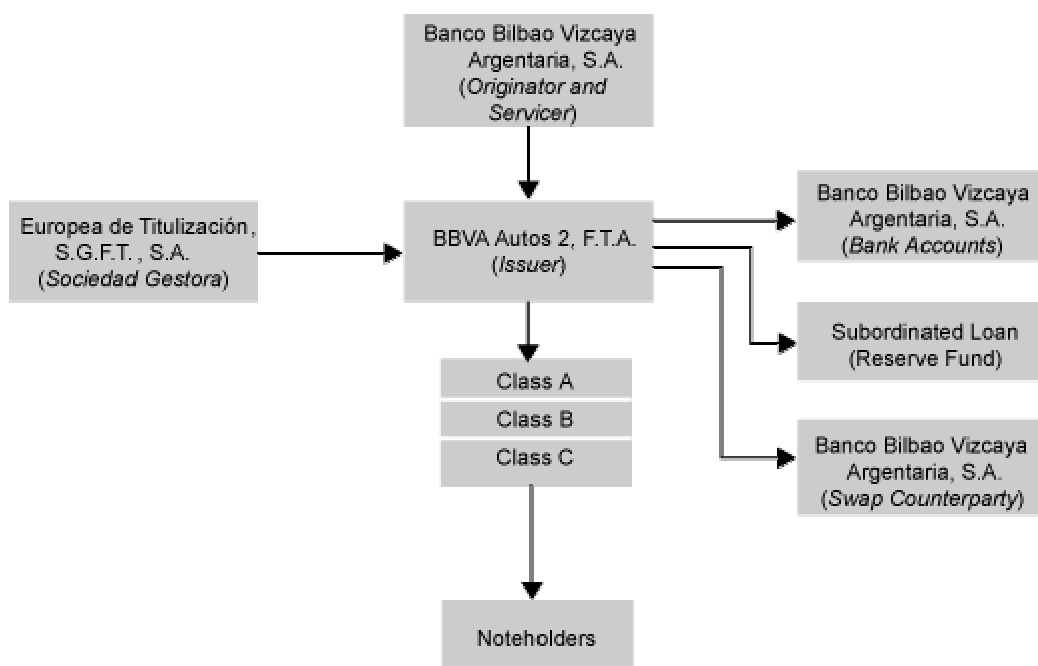 Banco Bilbao Vizcaya
Argentaria, S.A.
(Originator and
Servicer)
Europea de Titulización,
S.G.F.T., S.A.
(Sociedad Gestora)
BBVA Autos 2, F.T.A.
(Issuer)
Banco Bilbao Vizcaya
Argentaria, S.A.
(Bank Accounts)
Subordinated Loan
(Reserve Fund)
Class A
Class B
Class C
Banco Bilbao Vizcaya
Argentaria, S.A.
(Swap Counterparty)
Noteholders